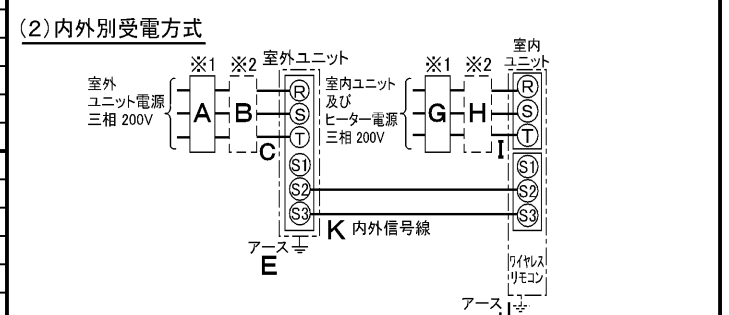 (2)内外別受電方式
※1 ※2 室外ユニット
室外
ユニット電源
三相 200V
A B
C
R
S
T
S1
S2
S3
アース
E
※1 ※2
室内ユニット
及び
ヒーター電源
三相 200V
G H
I
室内
ユニット
R
S
T
S1
S2
S3
K 内外信号線
ワイヤレス
リモコン
アース